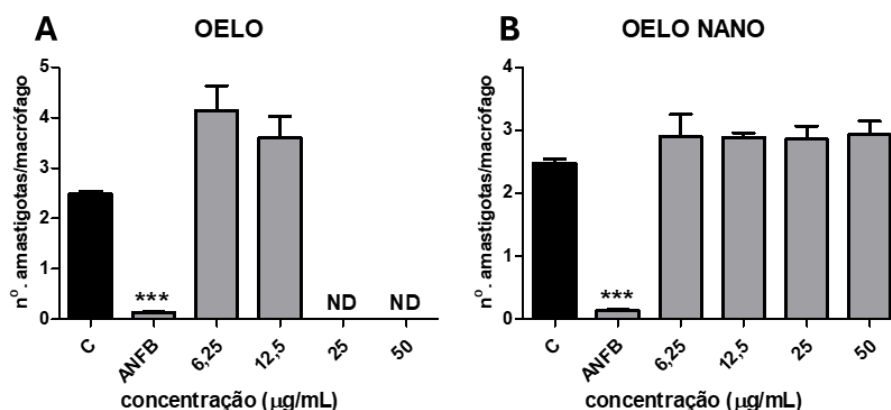 A
OELO
nº. amastigotas/macrófago
5
4
3
2
1
0
***
ND
ND
C
ANFB
6,25
12,5
25
50
concentração (µg/mL)
B
OELO NANO
nº. amastigotas/macrófago
4
3
2
1
0
***
C
ANFB
6,25
12,5
25
50
concentração (µg/mL)